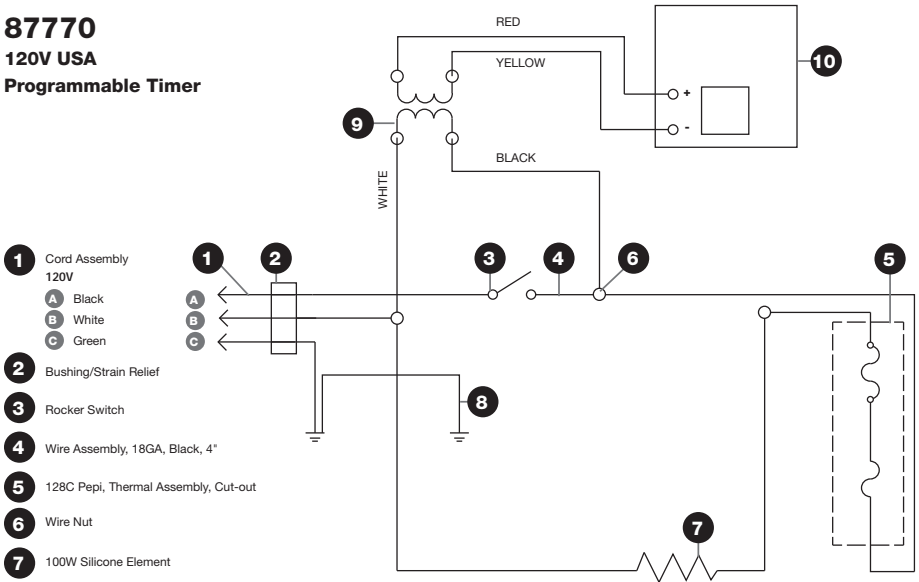 87770
120V USA
Programmable Timer
RED
YELLOW
10
+
-
9
BLACK
WHITE
1 Cord Assembly
120V
A Black
B White
C Green
2 Bushing/Strain Relief
3 Rocker Switch
4 Wire Assembly, 18GA, Black, 4"
5 128C Pepi, Thermal Assembly, Cut-out
6 Wire Nut
7 100W Silicone Element
1
2
3
4
6
5
A
B
C
8
7